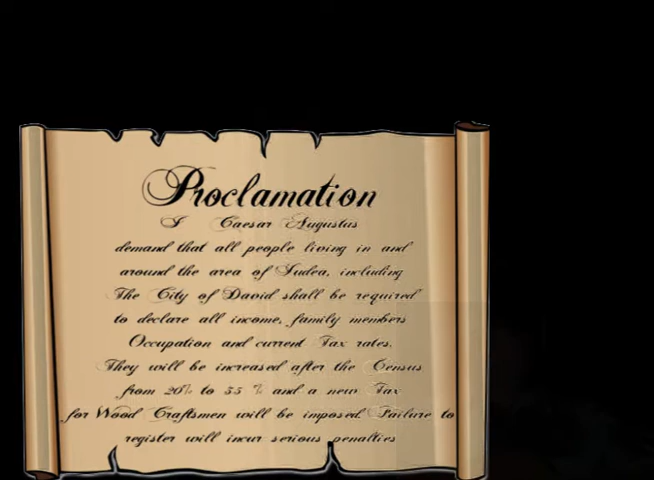 Proclamation
I Caesar Augustus
demand that all people living in and
around the area of Judea, including
The City of David shall be required
to declare all income, family members
Occupation and current Tax rates.
They will be increased after the Census
from 20% to 55 % and a new Tax
for Wood Craftsmen will be imposed. Failure to
register will incur serious penalties